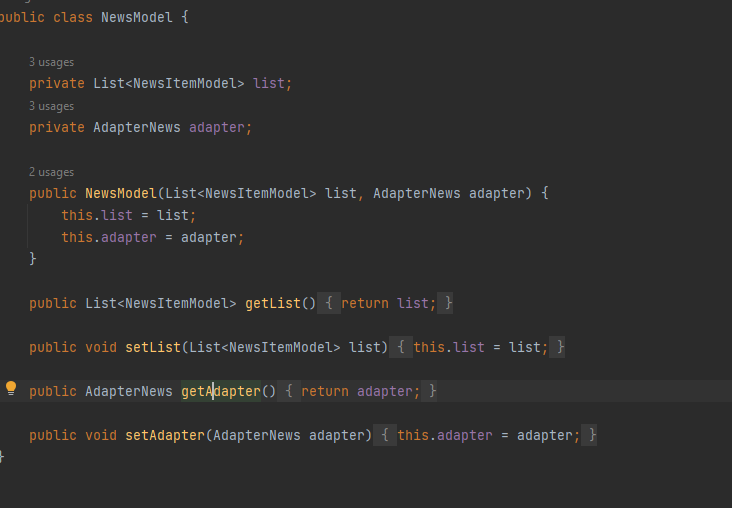 public class NewsModel {
3 usages
private List<NewsItemModel> list;
3 usages
private AdapterNews adapter;
2 usages
public NewsModel(List<NewsItemModel> list, AdapterNews adapter) {
this.list = list;
this.adapter = adapter;
}
public List<NewsItemModel> getList() { return list; }
public void setList(List<NewsItemModel> list) { this.list = list; }
public AdapterNews getAdapter() { return adapter; }
public void setAdapter(AdapterNews adapter) { this.adapter = adapter; }
}